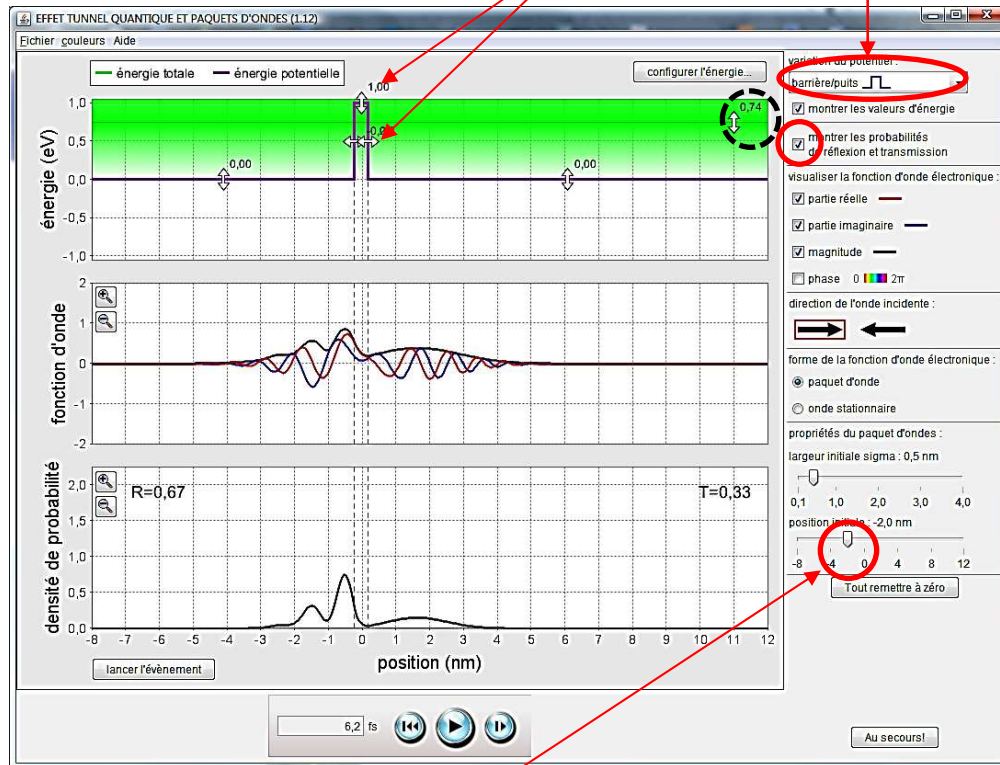 EFFET TUNNEL QUANTIQUE ET PAQUETS D'ONDES (1.12)
Fichier couleurs Aide
énergie totale énergie potentielle
configurer l'énergie...
énergie (eV)
1,0
0,5
0,0
-0,5
-1,0
1,00
0,00
0,00
0,74
fonction d'onde
2
1
0
-1
-2
densité de probabilité
2,0
1,5
1,0
0,5
0,0
R=0,67
T=0,33
-8 -7 -6 -5 -4 -3 -2 -1 0 1 2 3 4 5 6 7 8 9 10 11 12
position (nm)
lancer l'évènement
6,2 fs
variation du potentiel :
barrière/puits
montrer les valeurs d'énergie
montrer les probabilités
de réflexion et transmission
visualiser la fonction d'onde électronique :
partie réelle
partie imaginaire
magnitude
phase 0 2π
direction de l'onde incidente :
forme de la fonction d'onde électronique :
paquet d'onde
onde stationnaire
propriétés du paquet d'ondes :
largeur initiale sigma : 0,5 nm
0,1 1,0 2,0 3,0 4,0
position initiale : -2,0 nm
-8 -4 0 4 8 12
Tout remettre à zéro
Au secours!